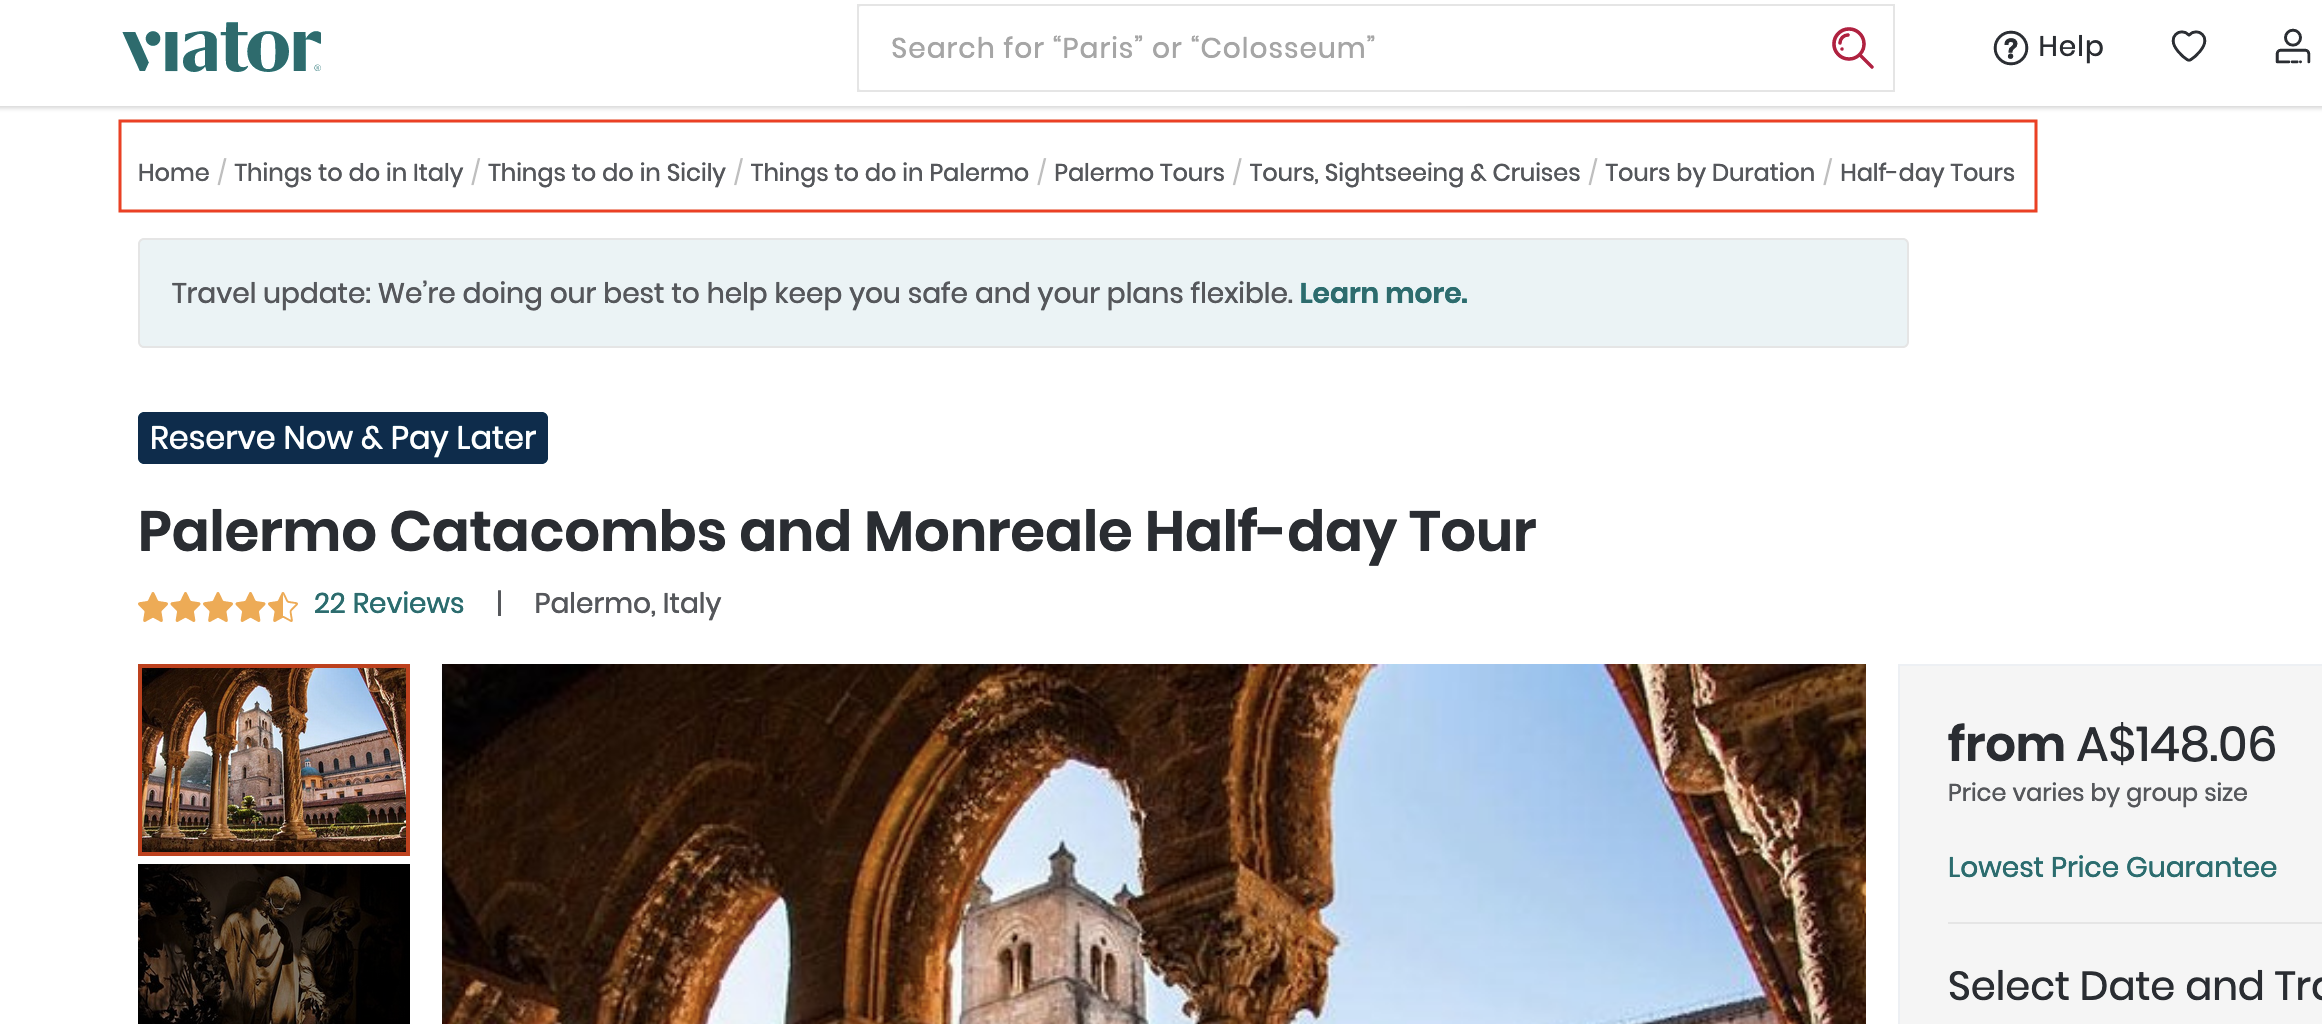 viator®
Search for “Paris” or “Colosseum”
Help
Home / Things to do in Italy / Things to do in Sicily / Things to do in Palermo / Palermo Tours / Tours, Sightseeing & Cruises / Tours by Duration / Half-day Tours
Travel update: We’re doing our best to help keep you safe and your plans flexible. Learn more.
Reserve Now & Pay Later
Palermo Catacombs and Monreale Half-day Tour
22 Reviews | Palermo, Italy
from A$148.06
Price varies by group size
Lowest Price Guarantee
Select Date and